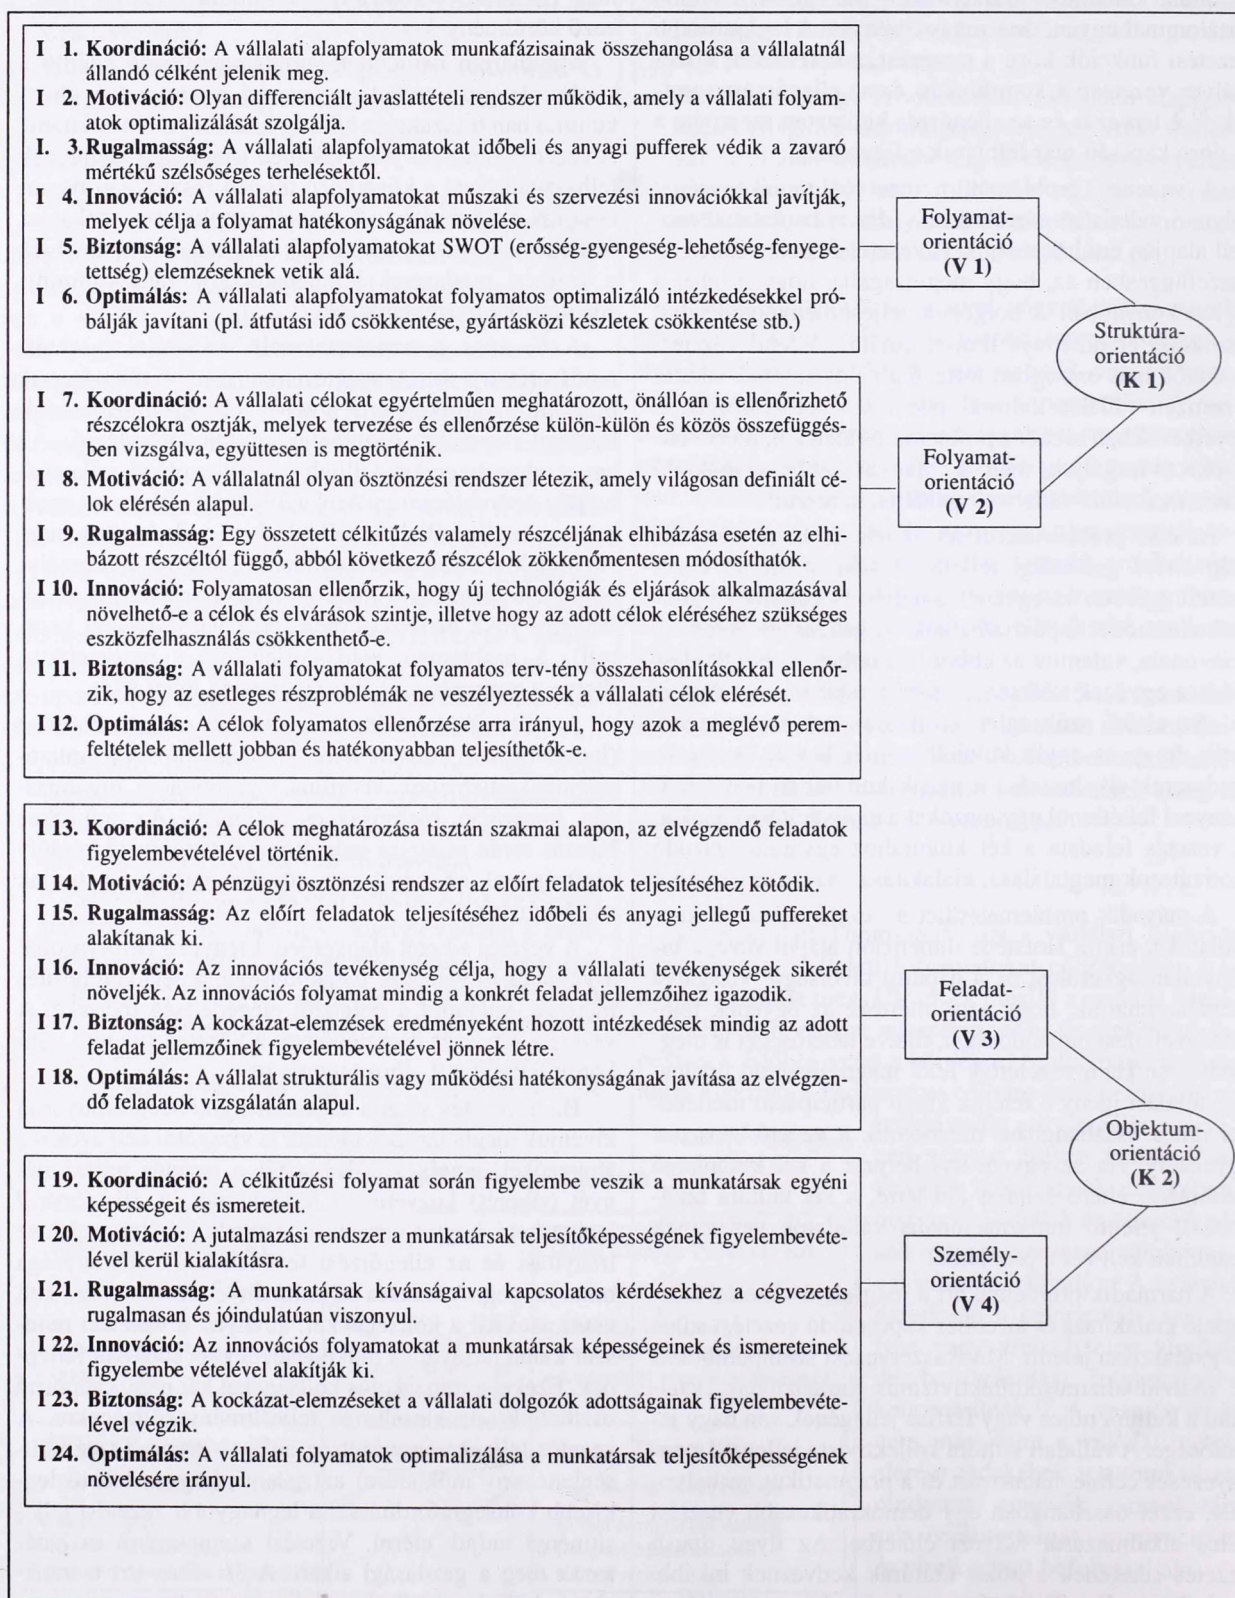 I 1. Koordináció: A vállalati alapfolyamatok munkafázisainak összehangolása a vállalatnál
állandó célként jelenik meg.
I 2. Motiváció: Olyan differenciált javaslattételi rendszer működik, amely a vállalati folyam-
atok optimalizálását szolgálja.
I. 3.Rugalmasság: A vállalati alapfolyamatokat időbeli és anyagi pufferek védik a zavaró
mértékű szélsőséges terhelésektől.
I 4. Innováció: A vállalati alapfolyamatokat műszaki és szervezési innovációkkal javítják,
melyek célja a folyamat hatékonyságának növelése.
I 5. Biztonság: A vállalati alapfolyamatokat SWOT (erősség-gyengeség-lehetőség-fenyege-
tettség) elemzéseknek vetik alá.
I 6. Optimálás: A vállalati alapfolyamatokat folyamatos optimalizáló intézkedésekkel pró-
bálják javítani (pl. átfutási idő csökkentése, gyártásközi készletek csökkentése stb.)
Folyamat-
orientáció
(V 1)
Struktúra-
orientáció
(K 1)
I 7. Koordináció: A vállalati célokat egyértelműen meghatározott, önállóan is ellenőrizhető
részcélokra osztják, melyek tervezése és ellenőrzése külön-külön és közös összefüggés-
ben vizsgálva, együttesen is megtörténik.
I 8. Motiváció: A vállalatnál olyan ösztönzési rendszer létezik, amely világosan definiált cé-
lok elérésén alapul.
I 9. Rugalmasság: Egy összetett célkitűzés valamely részcéljának elhibázása esetén az elhi-
bázott részcéltól függő, abból következő részcélok zökkenőmentesen módosíthatók.
I 10. Innováció: Folyamatosan ellenőrzik, hogy új technológiák és eljárások alkalmazásával
növelhető-e a célok és elvárások szintje, illetve hogy az adott célok eléréséhez szükséges
eszközfelhasználás csökkenthető-e.
I 11. Biztonság: A vállalati folyamatokat folyamatos terv-tény összehasonlításokkal ellenőr-
zik, hogy az esetleges részproblémák ne veszélyeztessék a vállalati célok elérését.
I 12. Optimálás: A célok folyamatos ellenőrzése arra irányul, hogy azok a meglévő perem-
feltételek mellett jobban és hatékonyabban teljesíthetők-e.
Folyamat-
orientáció
(V 2)
I 13. Koordináció: A célok meghatározása tisztán szakmai alapon, az elvégzendő feladatok
figyelembevételével történik.
I 14. Motiváció: A pénzügyi ösztönzési rendszer az előírt feladatok teljesítéséhez kötődik.
I 15. Rugalmasság: Az előírt feladatok teljesítéséhez időbeli és anyagi jellegű puffereket
alakítanak ki.
I 16. Innováció: Az innovációs tevékenység célja, hogy a vállalati tevékenységek sikerét
növeljék. Az innovációs folyamat mindig a konkrét feladat jellemzőihez igazodik.
I 17. Biztonság: A kockázat-elemzések eredményeként hozott intézkedések mindig az adott
feladat jellemzőinek figyelembevételével jönnek létre.
I 18. Optimálás: A vállalat strukturális vagy működési hatékonyságának javítása az elvégzen-
dő feladatok vizsgálatán alapul.
Feladat-
orientáció
(V 3)
Objektum-
orientáció
(K 2)
I 19. Koordináció: A célkitűzési folyamat során figyelembe veszik a munkatársak egyéni
képességeit és ismereteit.
I 20. Motiváció: A jutalmazási rendszer a munkatársak teljesítőképességének figyelembevéte-
lével kerül kialakításra.
I 21. Rugalmasság: A munkatársak kívánságaival kapcsolatos kérdésekhez a cégvezetés
rugalmasan és jóindulatúan viszonyul.
I 22. Innováció: Az innovációs folyamatokat a munkatársak képességeinek és ismereteinek
figyelembe vételével alakítják ki.
I 23. Biztonság: A kockázat-elemzéseket a vállalati dolgozók adottságainak figyelembevéte-
lével végzik.
I 24. Optimálás: A vállalati folyamatok optimalizálása a munkatársak teljesítőképességének
növelésére irányul.
Személy-
orientáció
(V 4)